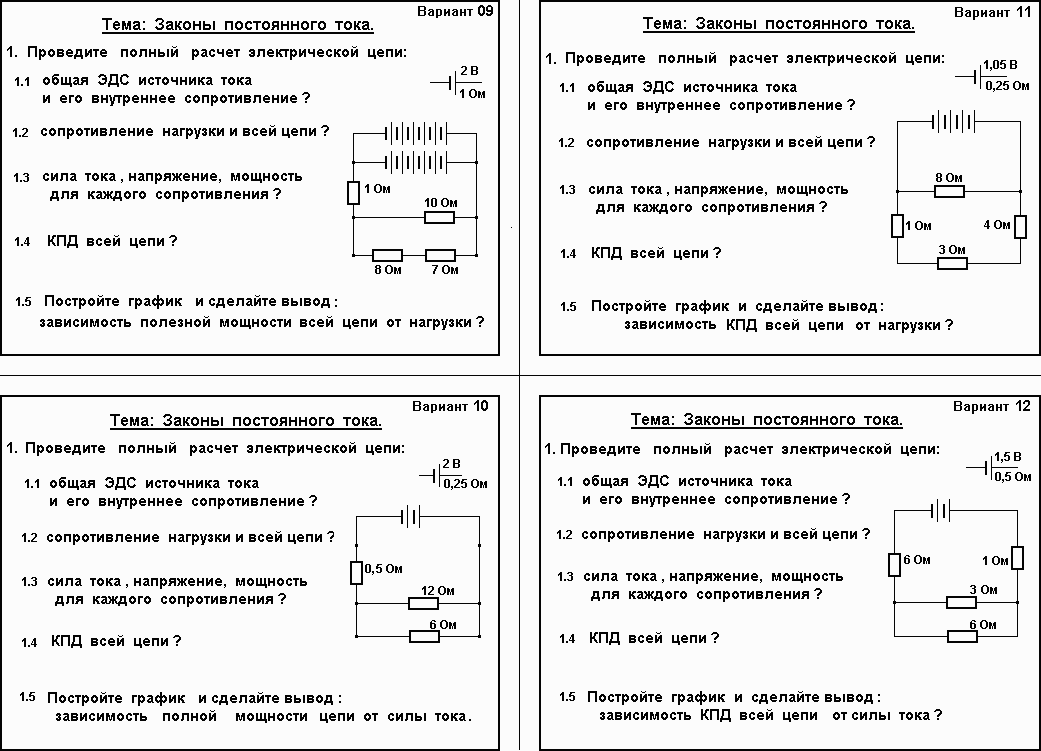 Вариант 09
Тема: Законы постоянного тока.
1. Проведите полный расчет электрической цепи:
2 В
1 Ом
1.1 общая ЭДС источника тока
и его внутреннее сопротивление ?
1.2 сопротивление нагрузки и всей цепи ?
1.3 сила тока , напряжение, мощность
для каждого сопротивления ?
1 Ом
10 Ом
1.4 КПД всей цепи ?
8 Ом 7 Ом
1.5 Постройте график и сделайте вывод :
зависимость полезной мощности всей цепи от нагрузки ?
Вариант 11
Тема: Законы постоянного тока.
1. Проведите полный расчет электрической цепи:
1,05 В
0,25 Ом
1.1 общая ЭДС источника тока
и его внутреннее сопротивление ?
1.2 сопротивление нагрузки и всей цепи ?
8 Ом
1.3 сила тока , напряжение, мощность
для каждого сопротивления ?
1 Ом 4 Ом
3 Ом
1.4 КПД всей цепи ?
1.5 Постройте график и сделайте вывод :
зависимость КПД всей цепи от нагрузки ?
Вариант 10
Тема: Законы постоянного тока.
1. Проведите полный расчет электрической цепи:
2 В
0,25 Ом
1.1 общая ЭДС источника тока
и его внутреннее сопротивление ?
1.2 сопротивление нагрузки и всей цепи ?
0,5 Ом
1.3 сила тока , напряжение, мощность
для каждого сопротивления ?
12 Ом
6 Ом
1.4 КПД всей цепи ?
1.5 Постройте график и сделайте вывод :
зависимость полной мощности цепи от силы тока.
Вариант 12
Тема: Законы постоянного тока.
1. Проведите полный расчет электрической цепи:
1,5 В
0,5 Ом
1.1 общая ЭДС источника тока
и его внутреннее сопротивление ?
1.2 сопротивление нагрузки и всей цепи ?
6 Ом 1 Ом
1.3 сила тока , напряжение, мощность
для каждого сопротивления ?
3 Ом
6 Ом
1.4 КПД всей цепи ?
1.5 Постройте график и сделайте вывод :
зависимость КПД всей цепи от силы тока ?